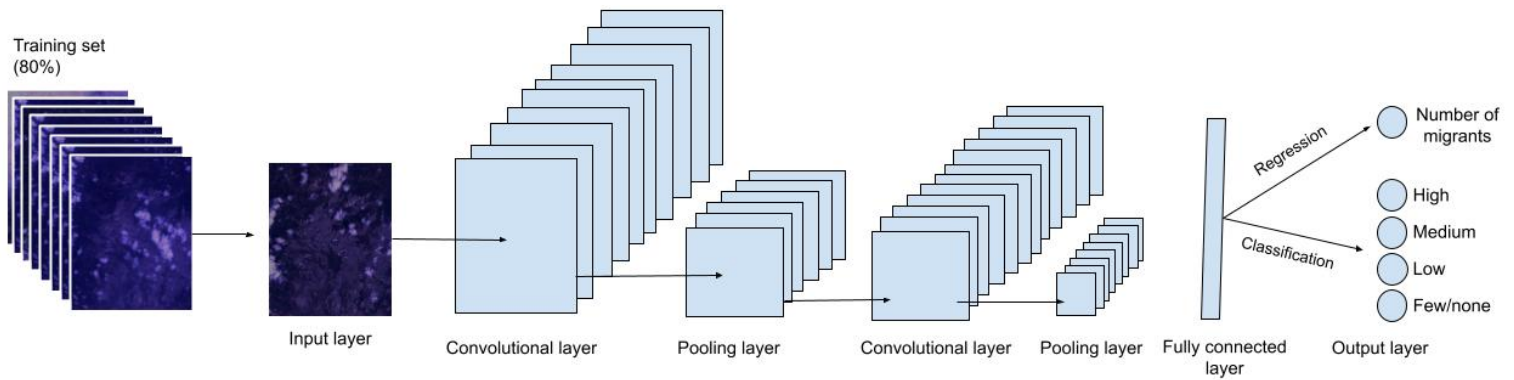 Training set
(80%)
Input layer
Convolutional layer
Pooling layer
Convolutional layer
Pooling layer
Fully connected
layer
Regression
Classification
Number of
migrants
High
Medium
Low
Few/none
Output layer